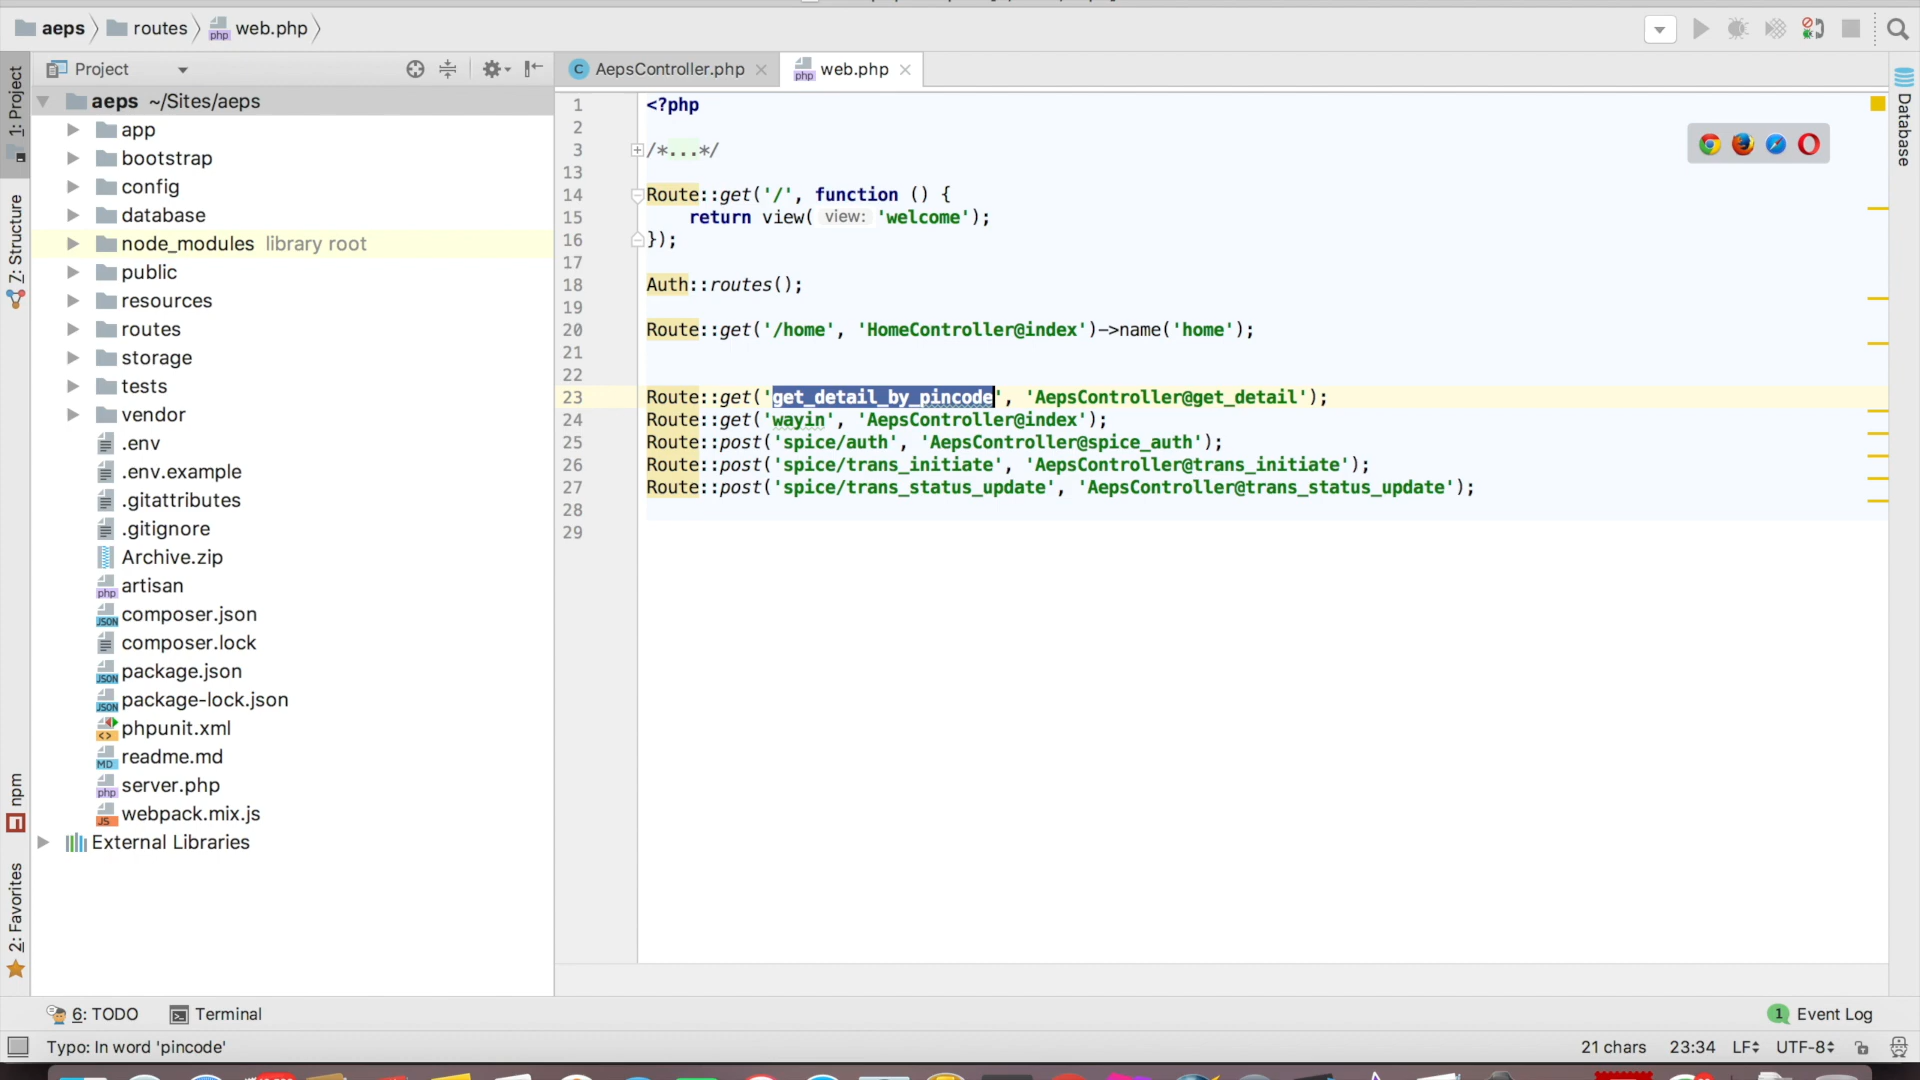 aeps routes web.php
Project
AepsController.php web.php
1: Project
7: Structure
npm
2: Favorites
Database
aeps ~/Sites/aeps
app
bootstrap
config
database
node_modules library root
public
resources
routes
storage
tests
vendor
.env
.env.example
.gitattributes
.gitignore
Archive.zip
artisan
composer.json
composer.lock
package.json
package-lock.json
phpunit.xml
readme.md
server.php
webpack.mix.js
External Libraries
1 <?php
2
3 /*...*/
13
14 Route::get('/', function () {
15 return view( view: 'welcome');
16 });
17
18 Auth::routes();
19
20 Route::get('/home', 'HomeController@index')->name('home');
21
22
23 Route::get('get_detail_by_pincode', 'AepsController@get_detail');
24 Route::get('wayin', 'AepsController@index');
25 Route::post('spice/auth', 'AepsController@spice_auth');
26 Route::post('spice/trans_initiate', 'AepsController@trans_initiate');
27 Route::post('spice/trans_status_update', 'AepsController@trans_status_update');
28
29
6: TODO Terminal 1 Event Log
Typo: In word 'pincode' 21 chars 23:34 LF UTF-8